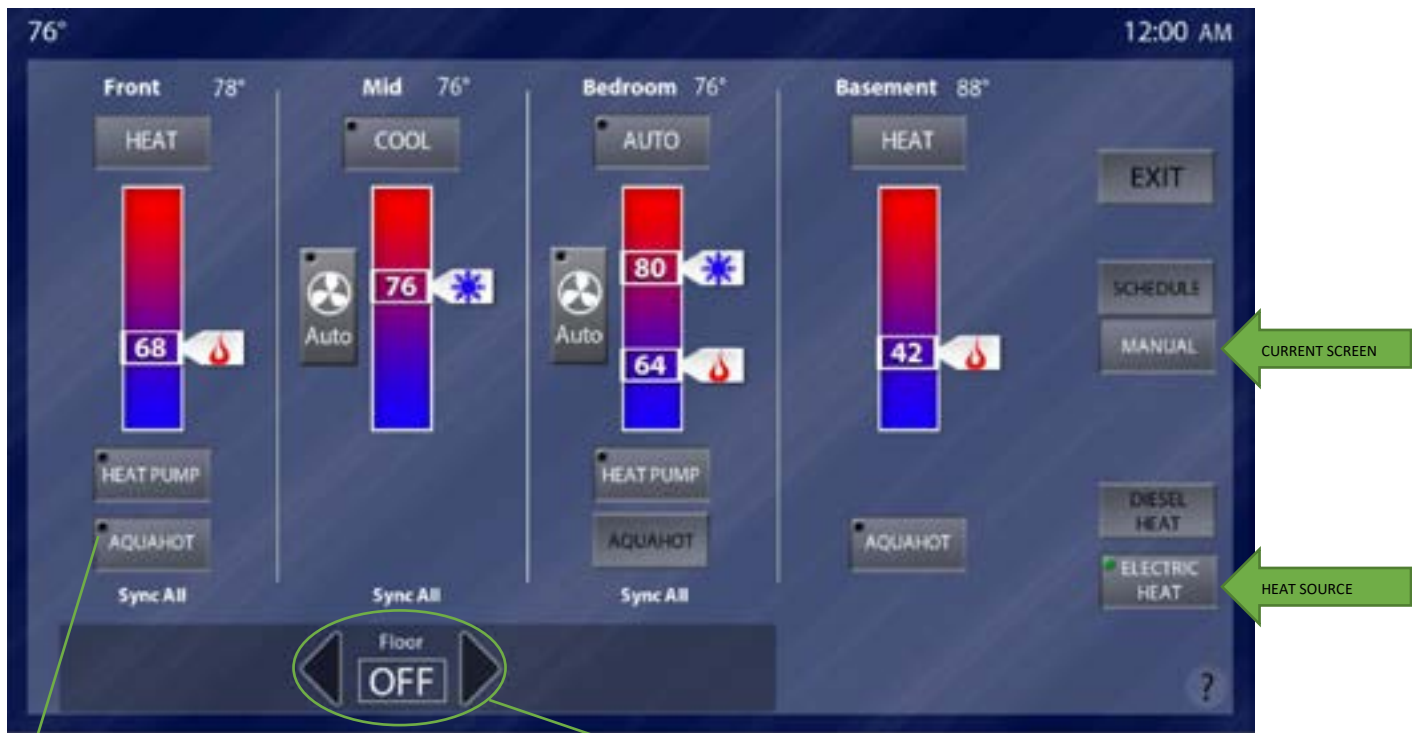 76°
12:00 AM
Front 78°
Mid 76°
Bedroom 76°
Basement 88°
HEAT
COOL
AUTO
HEAT
EXIT
80
76
Auto
Auto
SCHEDULE
68
64
42
MANUAL
CURRENT SCREEN
HEAT PUMP
HEAT PUMP
DIESEL
HEAT
AQUAHOT
AQUAHOT
AQUAHOT
ELECTRIC
HEAT
HEAT SOURCE
Sync All
Sync All
Sync All
Floor
OFF
?